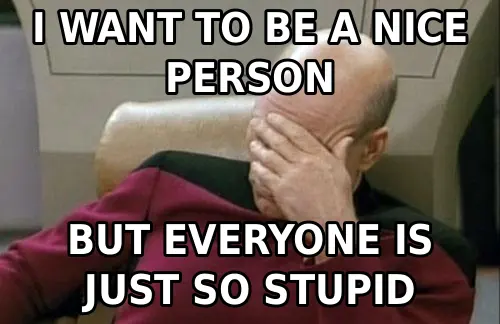 I WANT TO BE A NICE
PERSON
BUT EVERYONE IS
JUST SO STUPID